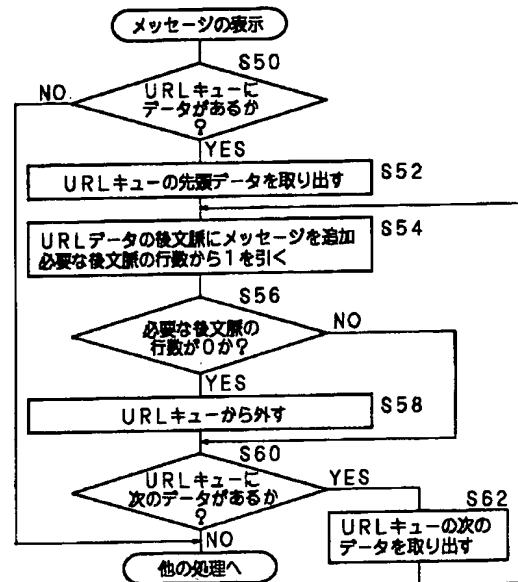 メッセージの表示
S50
NO
URLキューに
データがあるか
?
YES
URLキューの先頭データを取り出す
S52
URLデータの後文脈にメッセージを追加
必要な後文脈の行数から1を引く
S54
S56
必要な後文脈の
行数が0か?
NO
YES
URLキューから外す
S58
S60
URLキューに
次のデータがあるか
?
YES
NO
S62
URLキューの次の
データを取り出す
他の処理へ